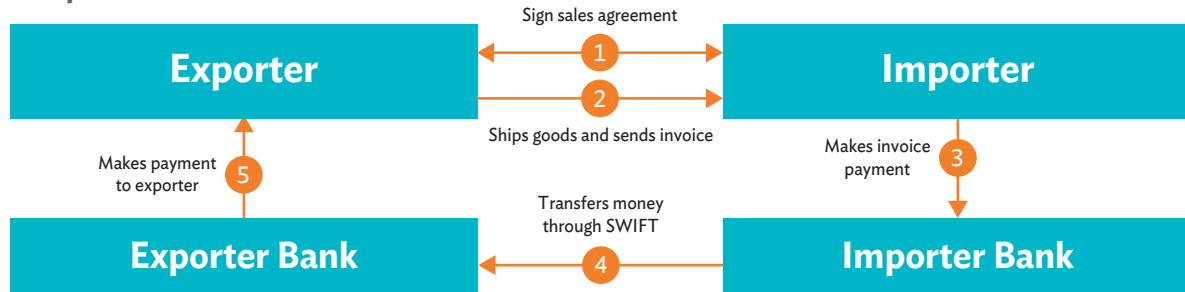 Sign sales agreement
Exporter
1
Importer
2
Ships goods and sends invoice
Makes payment
to exporter
5
Makes invoice
payment
3
Transfers money
through SWIFT
Exporter Bank
4
Importer Bank